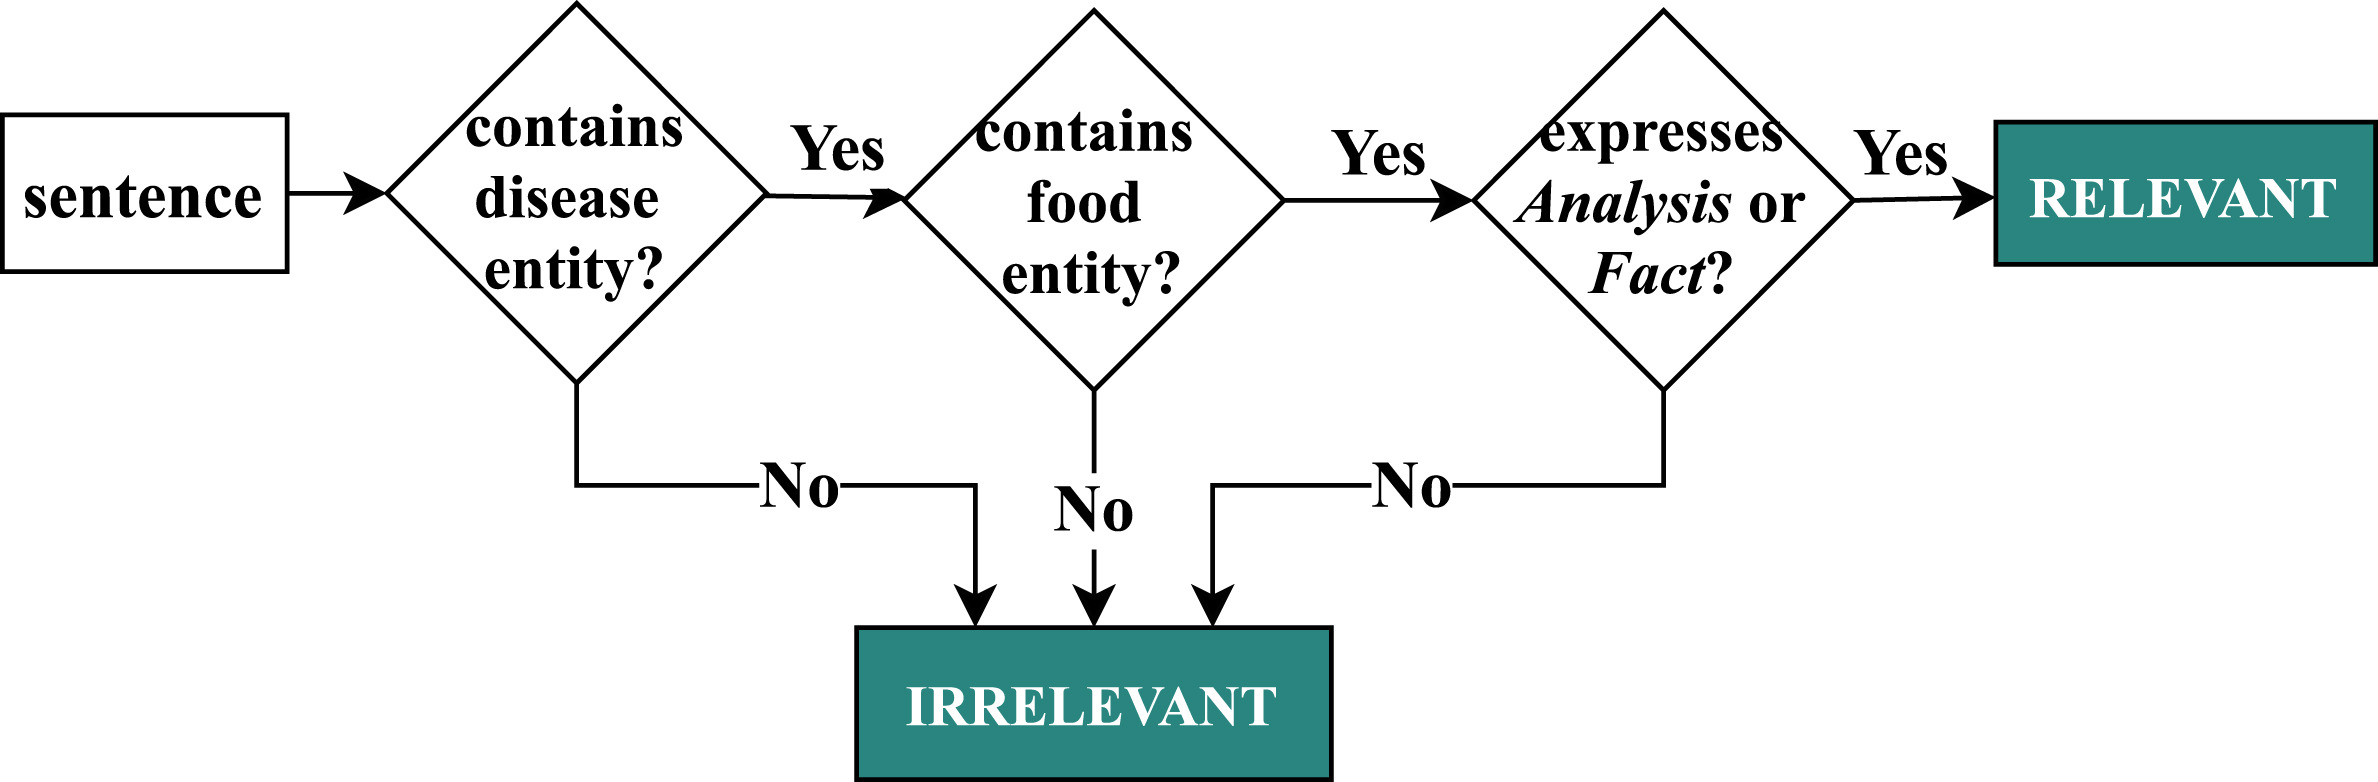 sentence
contains
disease
entity?
Yes
contains
food
entity?
Yes
expresses
Analysis or
Fact?
Yes
RELEVANT
No
No
No
IRRELEVANT